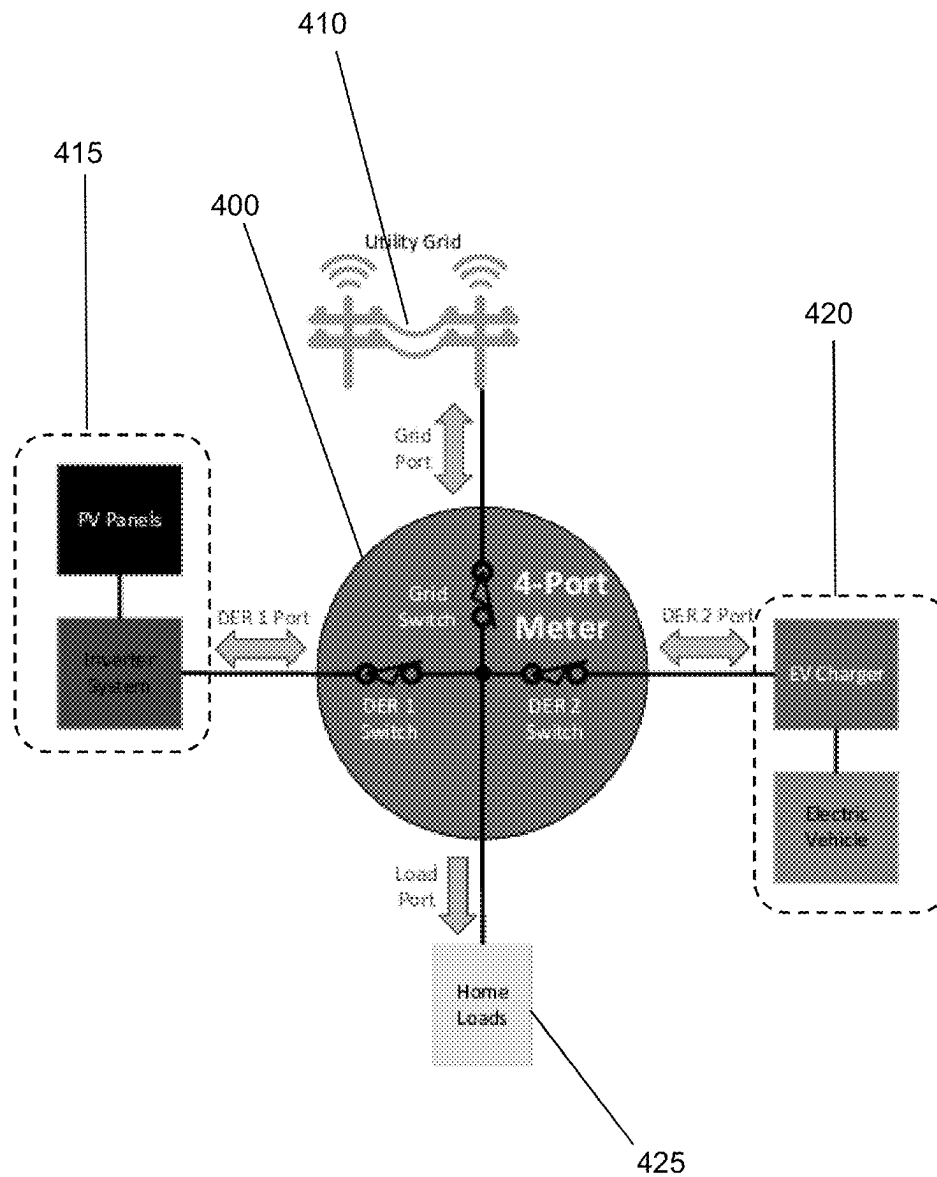 410
415
400
Utility Grid
420
Grid
Port
PV Panels
Grid
Switch
4-Port
Meter
DER 1 Port
DER 2 Port
Inverter
System
EV Charger
DER 1
Switch
DER 2
Switch
Electric
Vehicle
Load
Port
Home
Loads
425